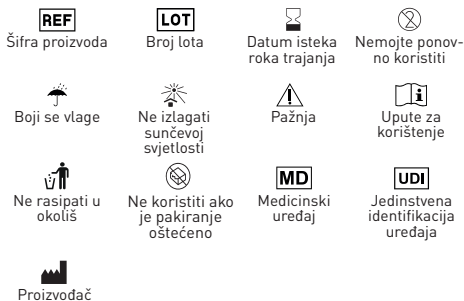 REF
Šifra proizvoda
LOT
Broj lota
Datum isteka
roka trajanja
2
Nemojte ponov-
no koristiti
Boji se vlage
Ne izlagati
sunčevoj
svjetlosti
Pažnja
i
Upute za
korištenje
Ne rasipati u
okoliš
Ne koristiti ako
je pakiranje
oštećeno
MD
Medicinski
uređaj
UDI
Jedinstvena
identifikacija
uređaja
Proizvođač